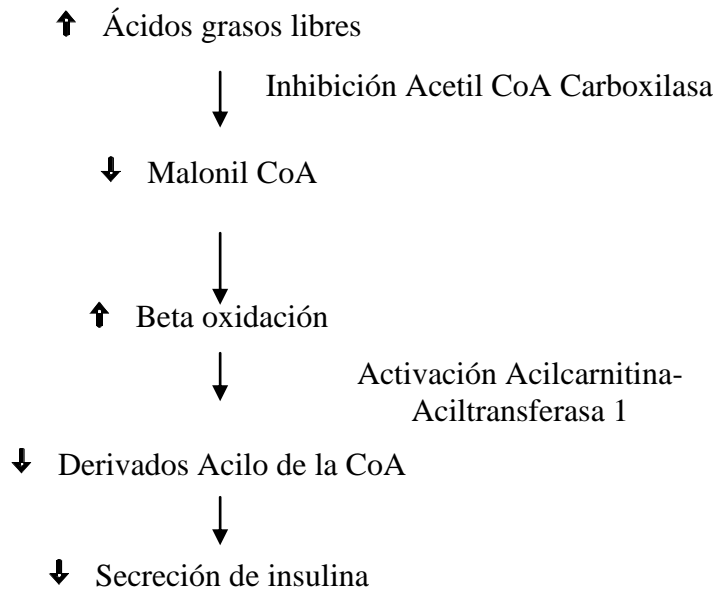 Ácidos grasos libres
Inhibición Acetil CoA Carboxilasa
Malonil CoA
Beta oxidación
Activación Acilcarnitina-
Aciltransferasa 1
Derivados Acilo de la CoA
Secreción de insulina